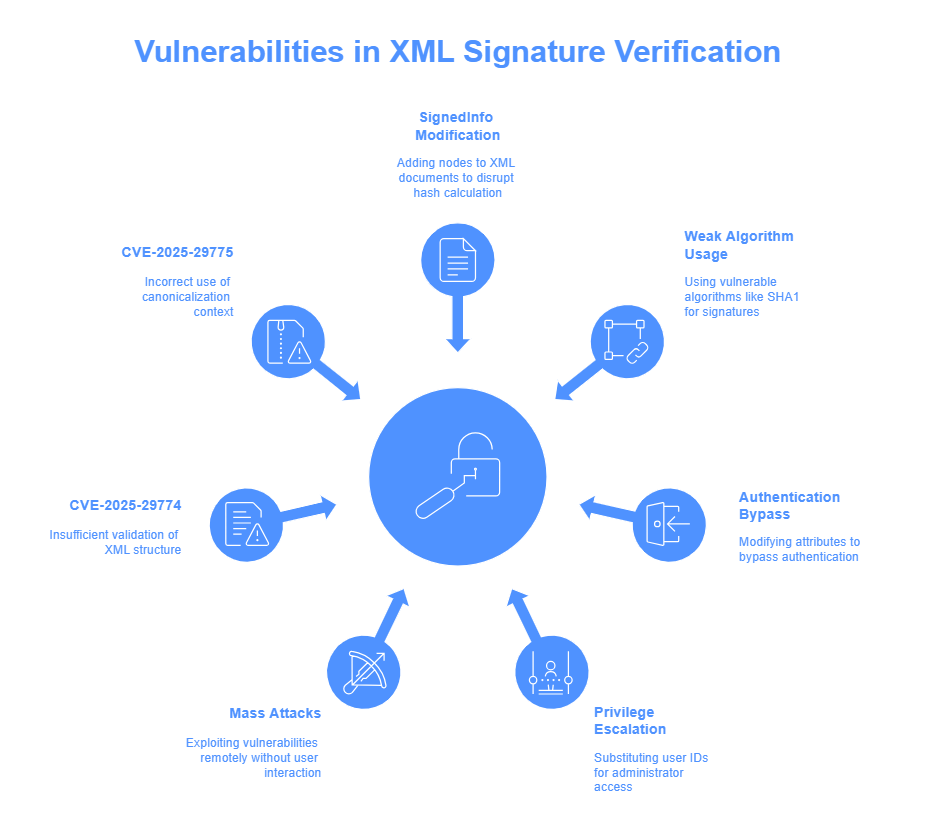 Vulnerabilities in XML Signature Verification
SignedInfo
Modification
Adding nodes to XML
documents to disrupt
hash calculation
Weak Algorithm
Usage
Using vulnerable
algorithms like SHA1
for signatures
CVE-2025-29775
Incorrect use of
canonicalization
context
CVE-2025-29774
Insufficient validation of
XML structure
Authentication
Bypass
Modifying attributes to
bypass authentication
Mass Attacks
Exploiting vulnerabilities
remotely without user
interaction
Privilege
Escalation
Substituting user IDs
for administrator
access